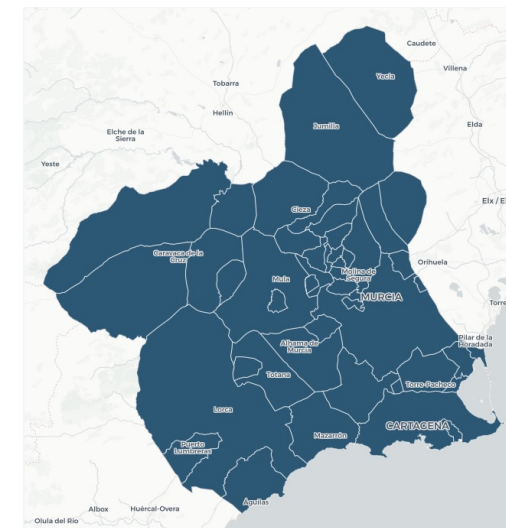 Caudete
Villena
Yecla
Tobarra
Hellín
Jumilla
Elda
Elche de la
Sierra
Yeste
Cieza
Elx / El
Caravaca de la
Cruz
Orihuela
Mula
Molina de
Segura
MURCIA
Torre
Pilar de la
Horadada
Alhama de
Murcia
Totana
Torre-Pacheco
Lorca
CARTAGENA
Mazarrón
Puerto
Lumbreras
Águilas
Albox
Huércal-Overa
Olula del Río